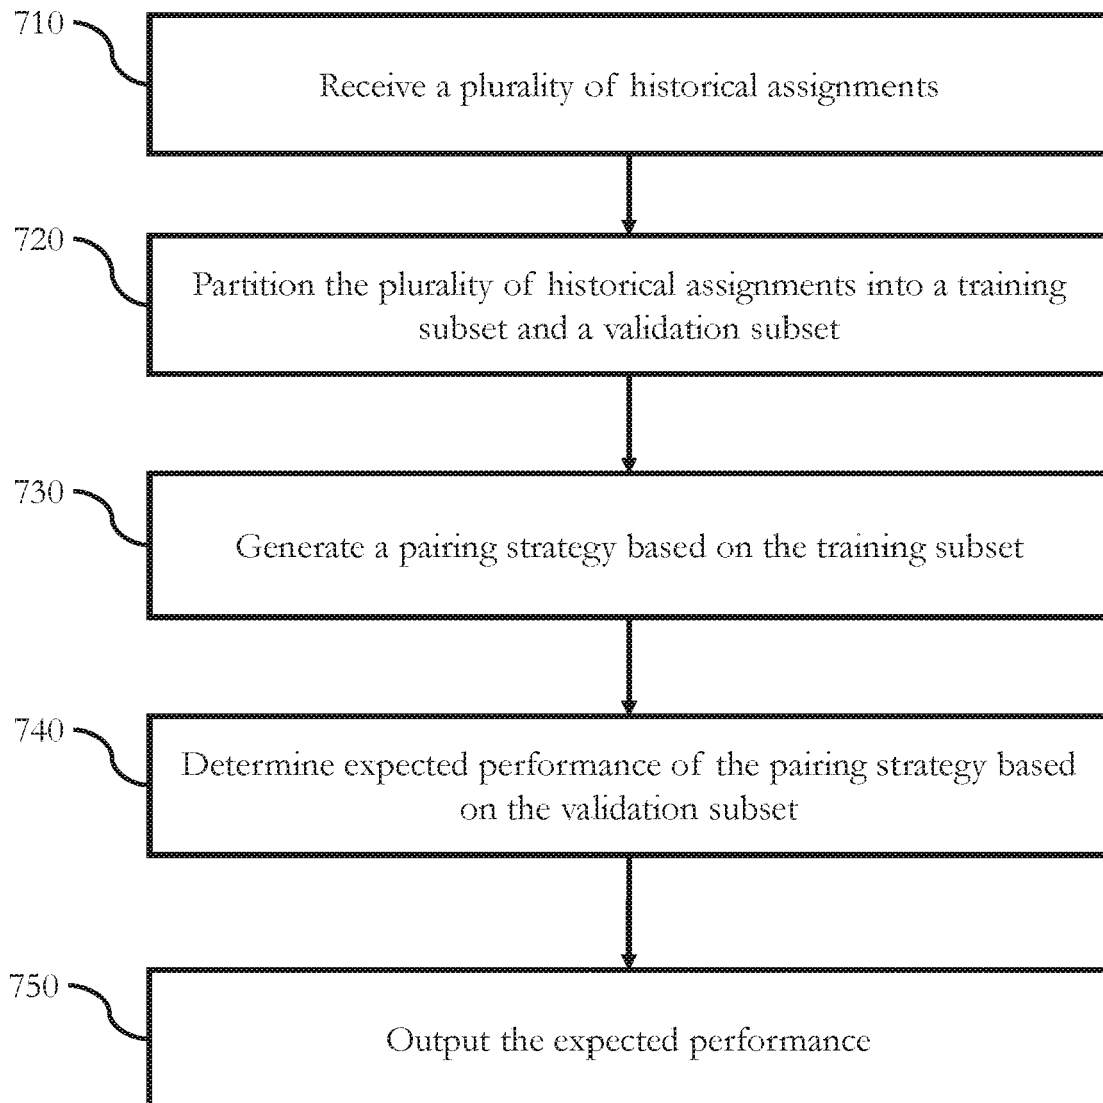 710
Receive a plurality of historical assignments
720
Partition the plurality of historical assignments into a training
subset and a validation subset
730
Generate a pairing strategy based on the training subset
740
Determine expected performance of the pairing strategy based
on the validation subset
750
Output the expected performance